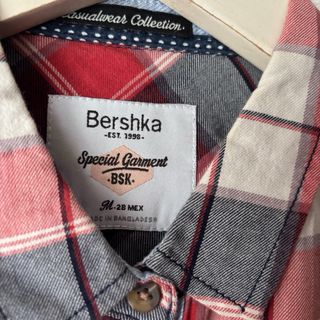 Casualwear Collection.
Bershka
-EST. 1998-
Special Garment
·BSK·
M·28 MEX
MADE IN BANGLADESH